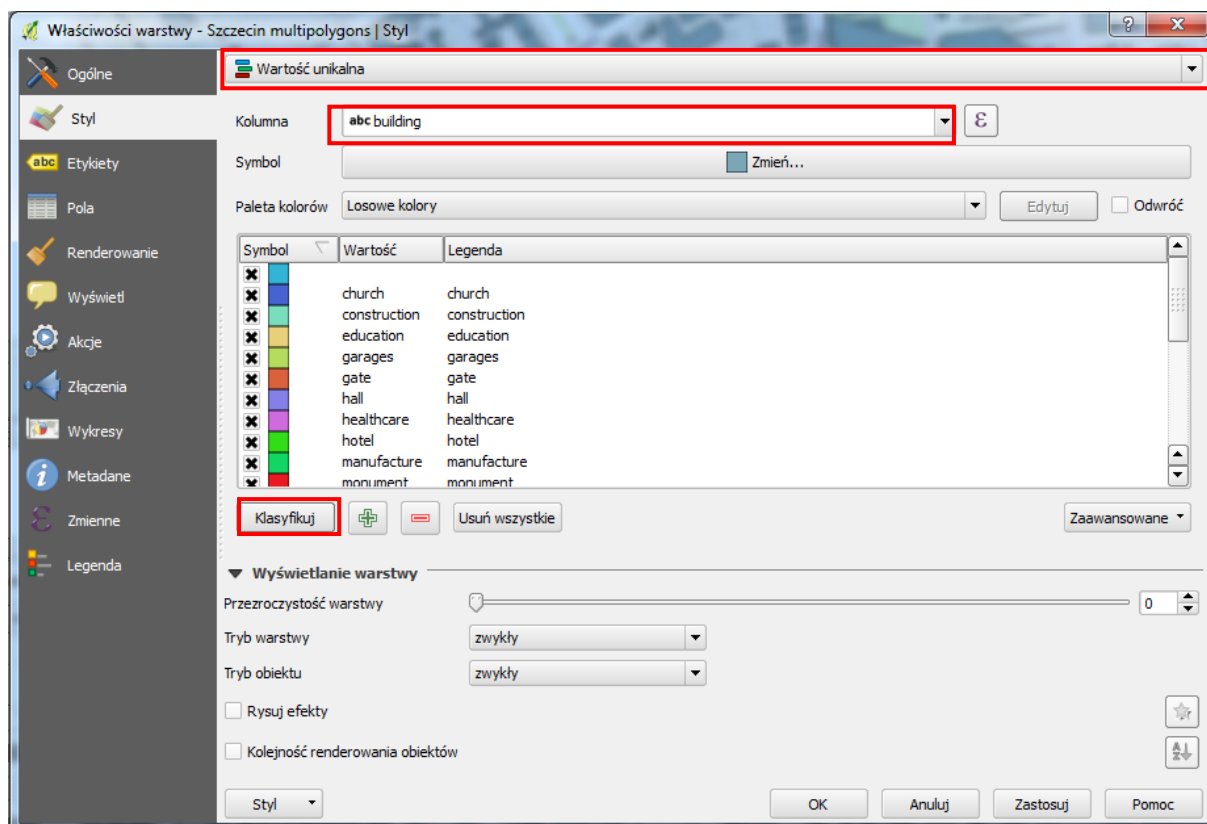 Właściwości warstwy - Szczecin multipolygons | Styl
Ogólne
Styl
abc Etykiety
Pola
Renderowanie
Wyświetl
Akcje
Złączenia
Wykresy
Metadane
Zmienne
Legenda
Wartość unikalna
Kolumna abc building ε
Symbol Zmień...
Paleta kolorów Losowe kolory Edytuj Odwróć
Symbol Wartość Legenda
church church
construction construction
education education
garages garages
gate gate
hall hall
healthcare healthcare
hotel hotel
manufacture manufacture
monument monument
Klasyfikuj Usuń wszystkie Zaawansowane
Wyświetlanie warstwy
Przezroczystość warstwy 0
Tryb warstwy zwykły
Tryb obiektu zwykły
Rysuj efekty
Kolejność renderowania obiektów
Styl OK Anuluj Zastosuj Pomoc